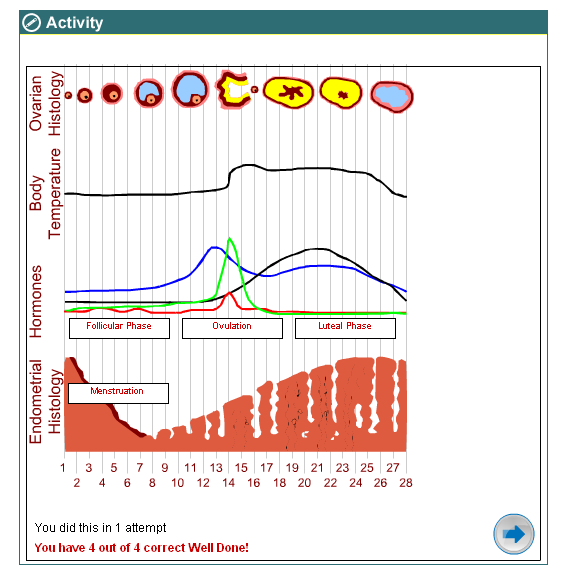 Activity
Ovarian
Histology
Body
Temperature
Hormones
Follicular Phase
Ovulation
Luteal Phase
Endometrial
Histology
Menstruation
1 3 5 7 9 11 13 15 17 19 21 23 25 27
2 4 6 8 10 12 14 16 18 20 22 24 26 28
You did this in 1 attempt
You have 4 out of 4 correct Well Done!